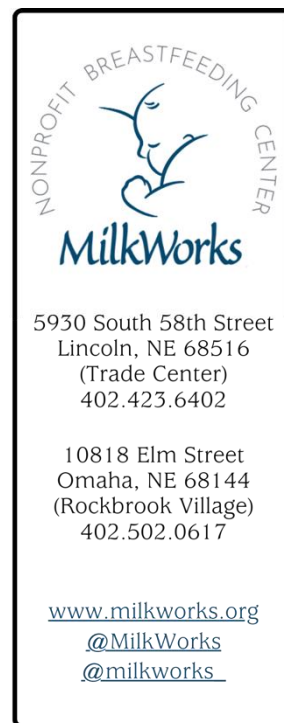 NONPROFIT BREASTFEEDING CENTER
MilkWorks
5930 South 58th Street
Lincoln, NE 68516
(Trade Center)
402.423.6402
10818 Elm Street
Omaha, NE 68144
(Rockbrook Village)
402.502.0617
www.milkworks.org
@MilkWorks
@milkworks_